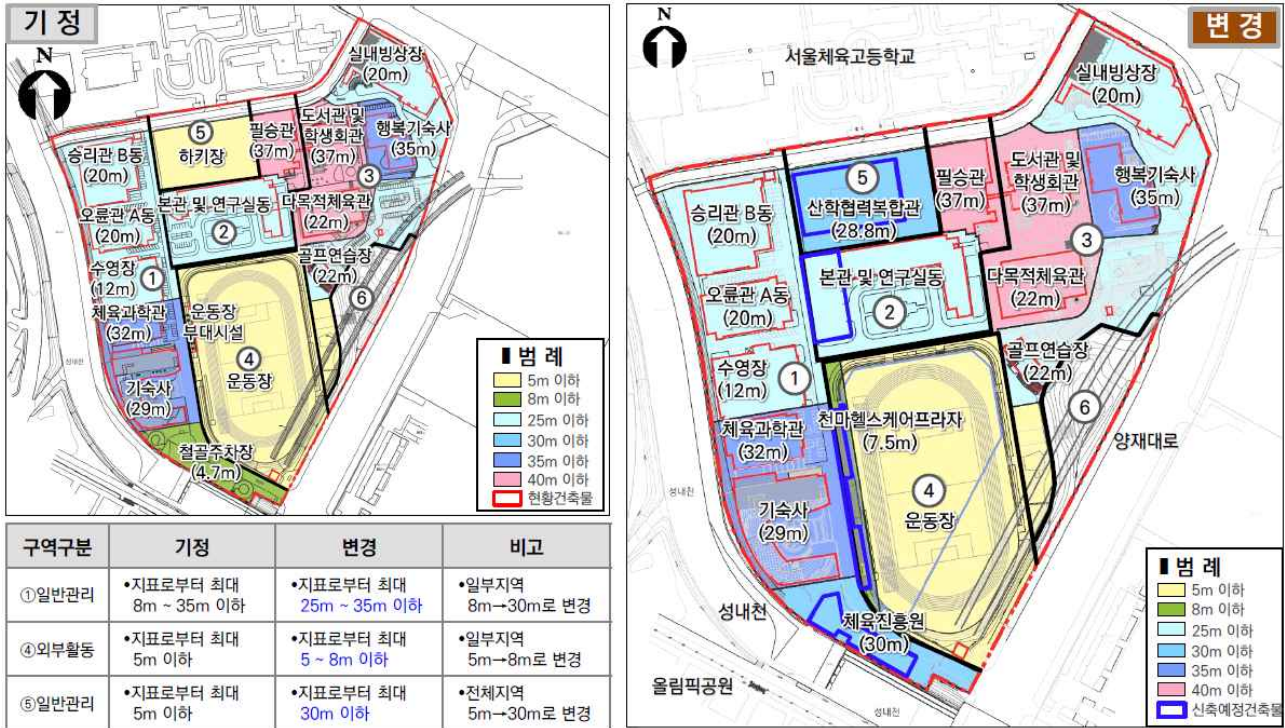 기 정
N
실내빙상장
(20m)
⑤
하키장
필승관
(37m)
도서관 및
학생회관
(37m)
행복기숙사
(35m)
③
승리관 B동
(20m)
본관 및 연구실동
②
다목적체육관
(22m)
오륜관 A동
(20m)
골프연습장
(22m)
수영장
(12m)
①
⑥
체육과학관
(32m)
운동장
부대시설
④
운동장
성내천
기숙사
(29m)
철골주차장
(4.7m)
범 례
5m 이하
8m 이하
25m 이하
30m 이하
35m 이하
40m 이하
현황건축물
구역구분 기정 변경 비고
①일반관리 •지표로부터 최대 •지표로부터 최대 •일부지역
8m ~ 35m 이하 25m ~ 35m 이하 8m→30m로 변경
④외부활동 •지표로부터 최대 •지표로부터 최대 •일부지역
5m 이하 5 ~ 8m 이하 5m→8m로 변경
⑤일반관리 •지표로부터 최대 •지표로부터 최대 •전체지역
5m 이하 30m 이하 5m→30m로 변경
변 경
N
서울체육고등학교
실내빙상장
(20m)
⑤
산학협력복합관
(28.8m)
필승관
(37m)
도서관 및
학생회관
(37m)
행복기숙사
(35m)
승리관 B동
(20m)
③
본관 및 연구실동
②
다목적체육관
(22m)
오륜관 A동
(20m)
골프연습장
(22m)
수영장
(12m)
①
⑥
천마헬스케어프라자
(7.5m)
양재대로
체육과학관
(32m)
④
운동장
성내천
기숙사
(29m)
성내천
체육진흥원
(30m)
올림픽공원
성내천
범 례
5m 이하
8m 이하
25m 이하
30m 이하
35m 이하
40m 이하
신축예정건축물